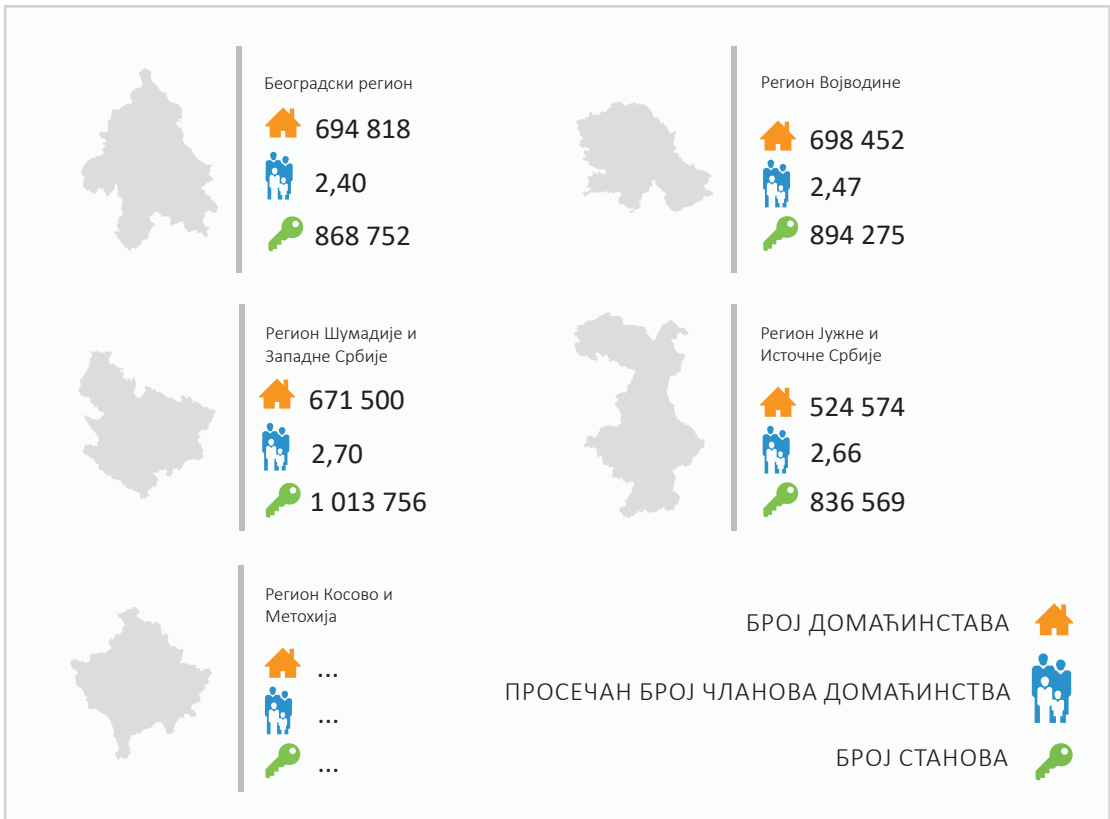 Београдски регион
694 818
2,40
868 752
Регион Војводине
698 452
2,47
894 275
Регион Шумадије и
Западне Србије
671 500
2,70
1 013 756
Регион Јужне и
Источне Србије
524 574
2,66
836 569
Регион Косово и
Метохија
...
...
...
БРОЈ ДОМАЋИНСТАВА
ПРОСЕЧАН БРОЈ ЧЛАНОВА ДОМАЋИНСТВА
БРОЈ СТАНОВА